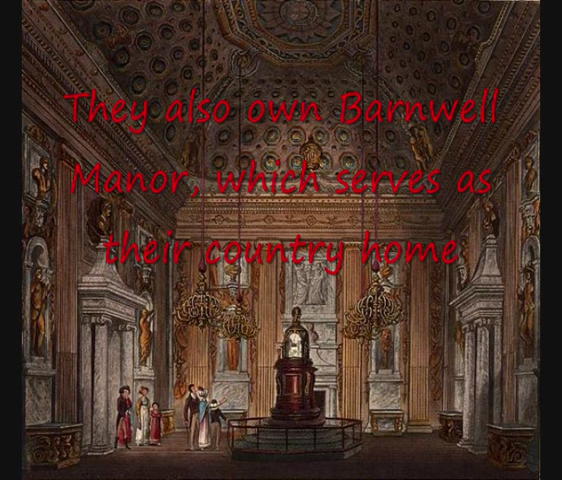 They also own Barnwell
Manor, which serves as
their country home